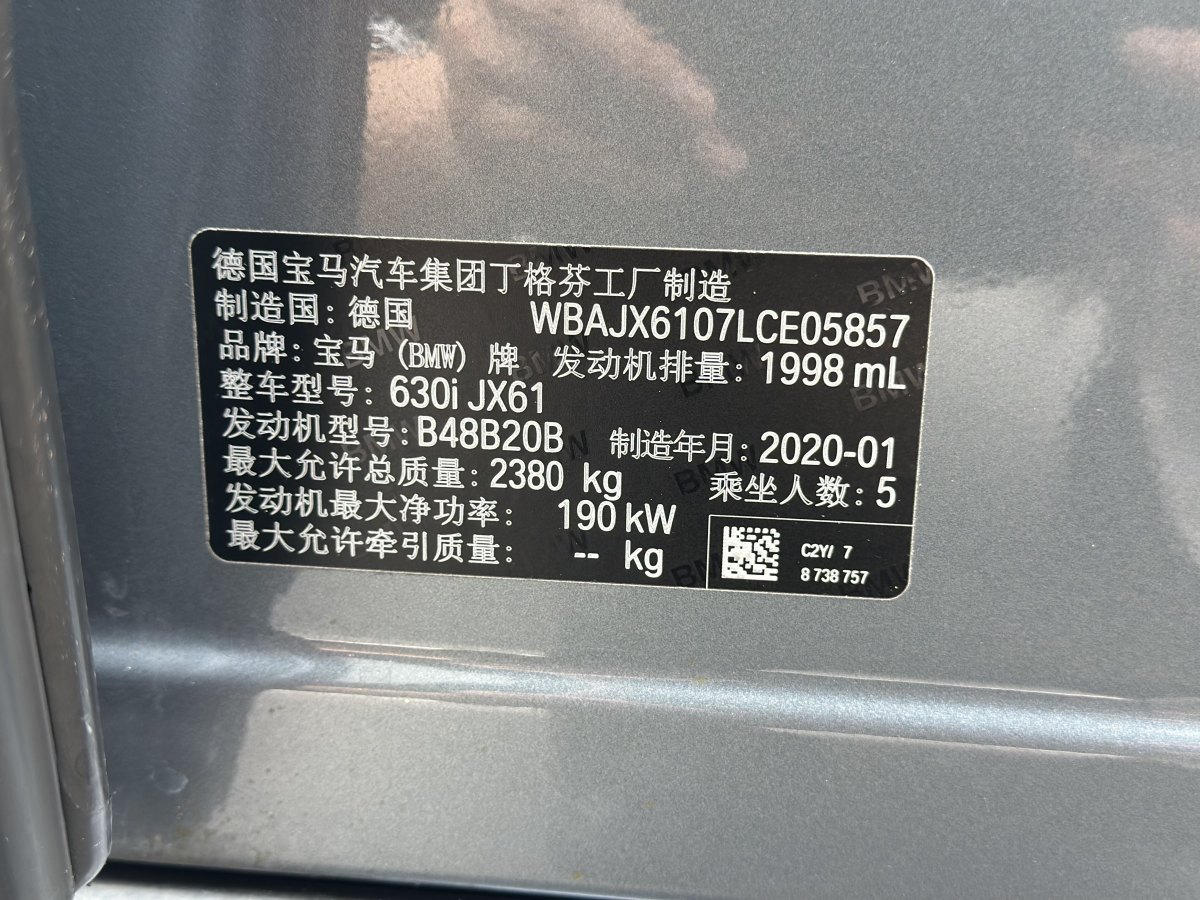 德国宝马汽车集团丁格芬工厂制造
制造国：德国 WBAJX6107LCE05857
品牌：宝马（BMW）牌 发动机排量：1998 mL
整车型号：630i JX61
发动机型号：B48B20B 制造年月：2020-01
最大允许总质量：2380 kg 乘坐人数：5
发动机最大净功率： 190 kW
最大允许牵引质量： -- kg
C2Y/ 7
8 738 757